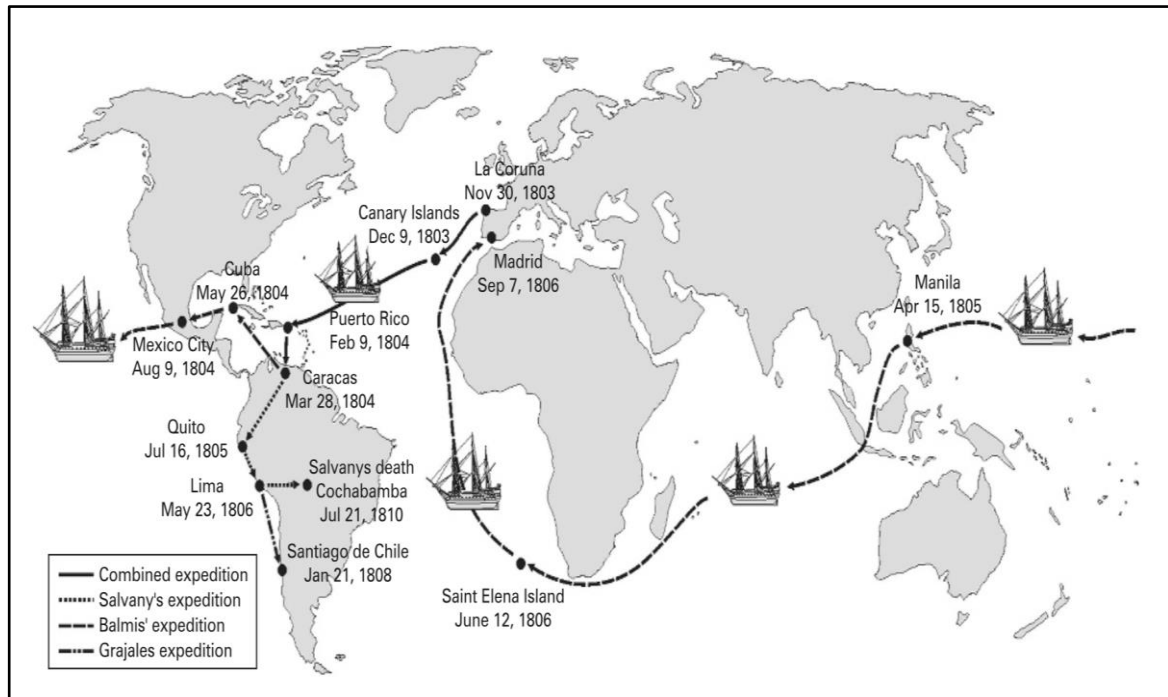 La Coruña
Nov 30, 1803
Canary Islands
Dec 9, 1803
Madrid
Sep 7, 1806
Manila
Apr 15, 1805
Cuba
May 26, 1804
Puerto Rico
Feb 9, 1804
Mexico City
Aug 9, 1804
Caracas
Mar 28, 1804
Quito
Jul 16, 1805
Salvanys death
Cochabamba
Jul 21, 1810
Lima
May 23, 1806
Santiago de Chile
Jan 21, 1808
Saint Elena Island
June 12, 1806
Combined expedition
Salvany's expedition
Balmis' expedition
Grajales expedition